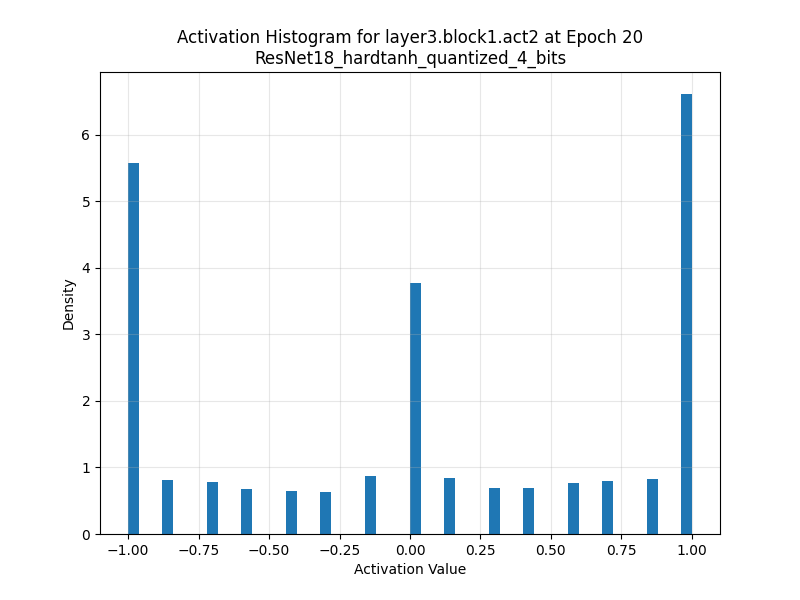 Activation Histogram for layer3.block1.act2 at Epoch 20
ResNet18_hardtanh_quantized_4_bits
6
5
4
3
2
1
0
Density
−1.00 −0.75 −0.50 −0.25 0.00 0.25 0.50 0.75 1.00
Activation Value